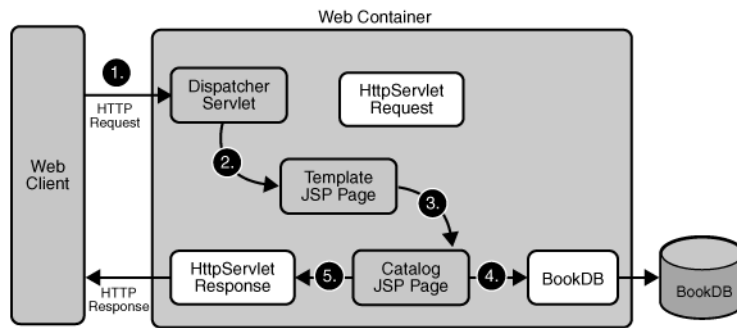 Web Container
1.
HTTP
Request
Dispatcher
Servlet
HttpServlet
Request
Web
Client
2.
Template
JSP Page
3.
HTTP
Response
HttpServlet
Response
5.
Catalog
JSP Page
4.
BookDB
BookDB